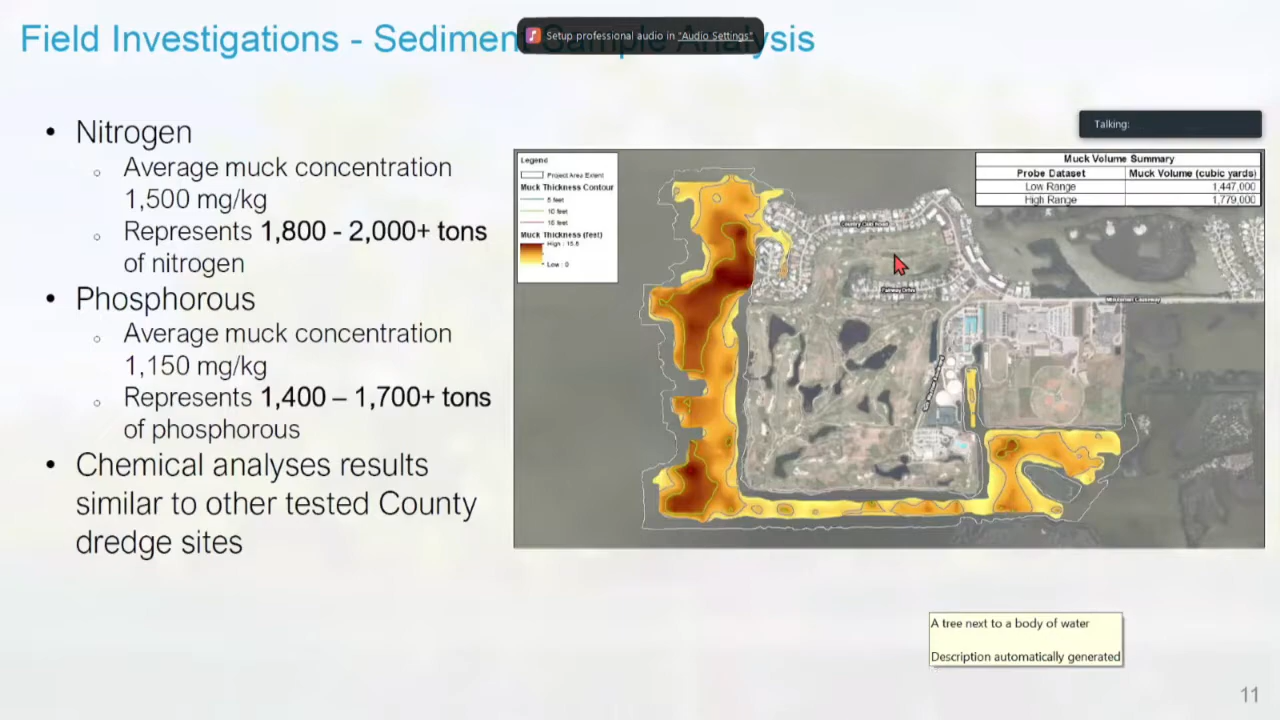 Field Investigations - Sediment Sample Analysis
Setup professional audio in "Audio Settings"
Talking:
• Nitrogen
○ Average muck concentration
1,500 mg/kg
○ Represents 1,800 - 2,000+ tons
of nitrogen
• Phosphorous
○ Average muck concentration
1,150 mg/kg
○ Represents 1,400 – 1,700+ tons
of phosphorous
• Chemical analyses results
similar to other tested County
dredge sites
Legend
Project Area Extent
Muck Thickness Contour
5 feet
10 feet
15 feet
Muck Thickness (feet)
Low : 0
Muck Volume Summary
Probe Dataset Muck Volume (cubic yards)
Low Range 1,447,000
High Range 1,779,000
Fairway Drive
A tree next to a body of water
Description automatically generated
11